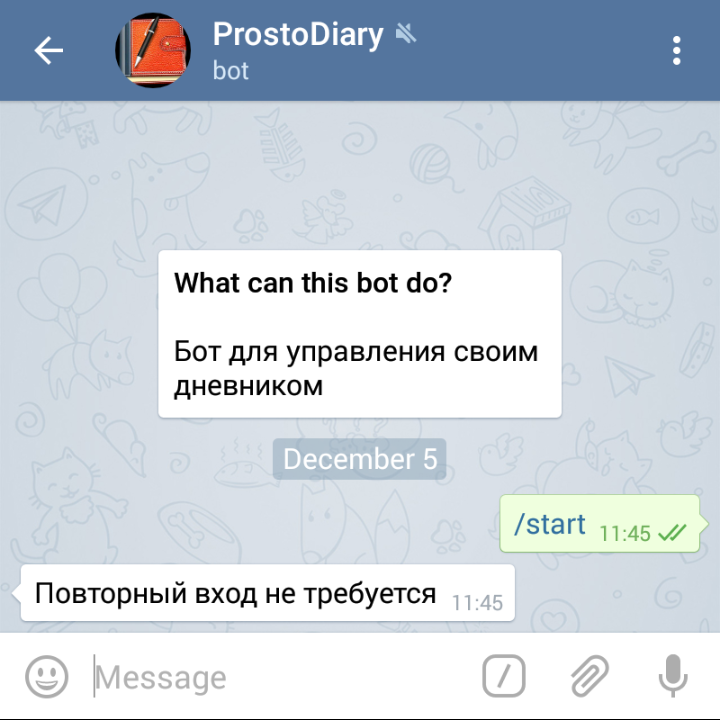 ProstoDiary
bot
What can this bot do?
Бот для управления своим
дневником
December 5
/start 11:45
Повторный вход не требуется 11:45
Message